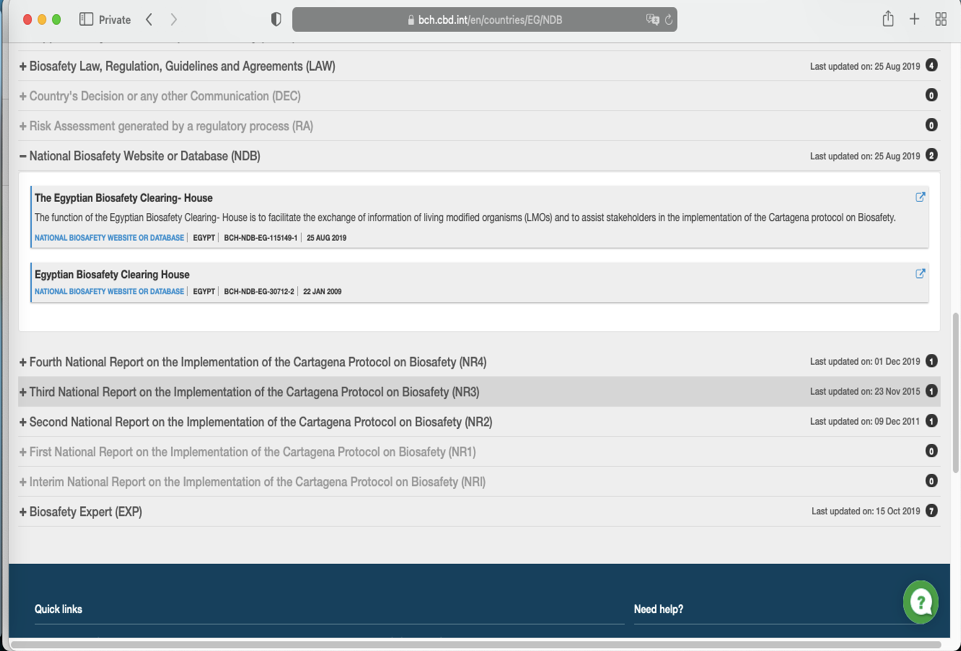 Private
bch.cbd.int/en/countries/EG/NDB
+ Biosafety Law, Regulation, Guidelines and Agreements (LAW) Last updated on: 25 Aug 2019 4
+ Country's Decision or any other Communication (DEC) 0
+ Risk Assessment generated by a regulatory process (RA) 0
− National Biosafety Website or Database (NDB) Last updated on: 25 Aug 2019 2
The Egyptian Biosafety Clearing- House
The function of the Egyptian Biosafety Clearing- House is to facilitate the exchange of information of living modified organisms (LMOs) and to assist stakeholders in the implementation of the Cartagena protocol on Biosafety.
NATIONAL BIOSAFETY WEBSITE OR DATABASE | EGYPT | BCH-NDB-EG-115149-1 | 25 AUG 2019
Egyptian Biosafety Clearing House
NATIONAL BIOSAFETY WEBSITE OR DATABASE | EGYPT | BCH-NDB-EG-30712-2 | 22 JAN 2009
+ Fourth National Report on the Implementation of the Cartagena Protocol on Biosafety (NR4) Last updated on: 01 Dec 2019 1
+ Third National Report on the Implementation of the Cartagena Protocol on Biosafety (NR3) Last updated on: 23 Nov 2015 1
+ Second National Report on the Implementation of the Cartagena Protocol on Biosafety (NR2) Last updated on: 09 Dec 2011 1
+ First National Report on the Implementation of the Cartagena Protocol on Biosafety (NR1) 0
+ Interim National Report on the Implementation of the Cartagena Protocol on Biosafety (NRI) 0
+ Biosafety Expert (EXP) Last updated on: 15 Oct 2019 7
Quick links Need help?
?